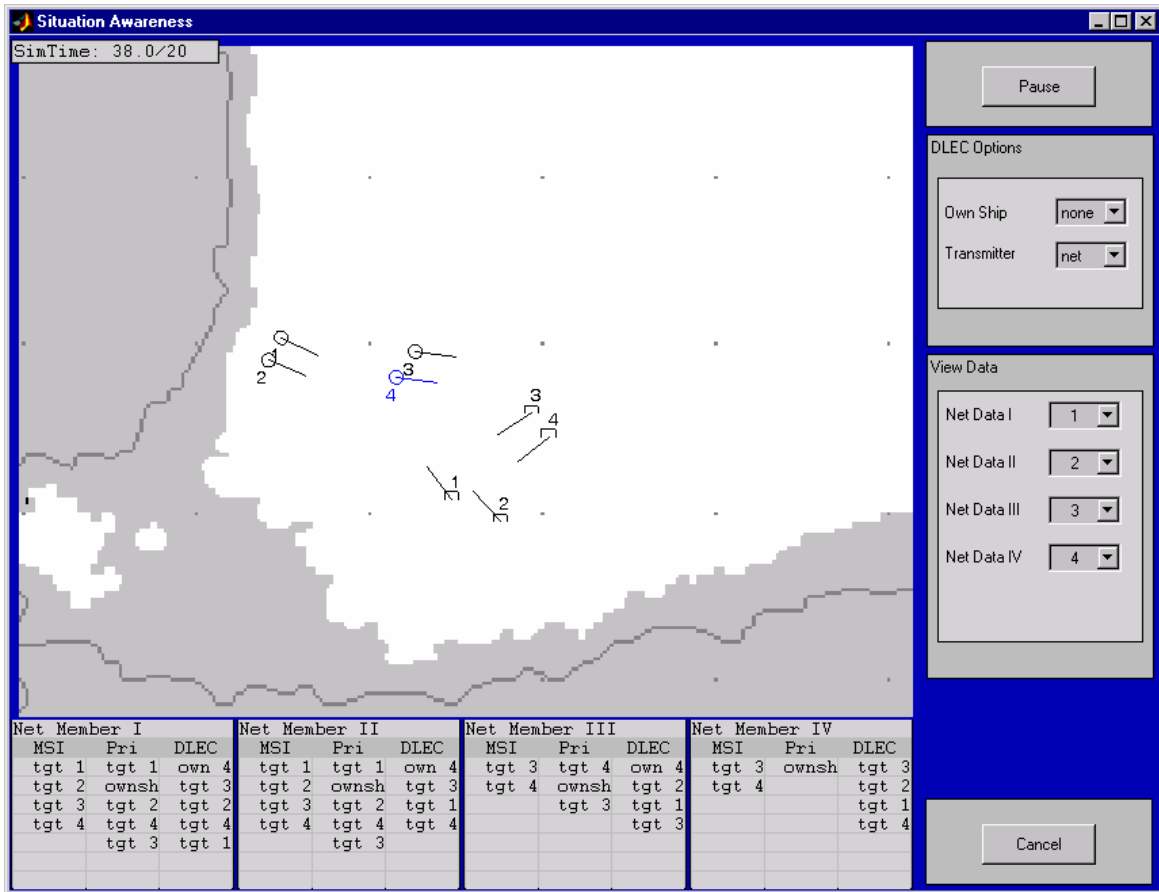 Situation Awareness
SimTime: 38.0/20
Pause
DLEC Options
Own Ship none
Transmitter net
View Data
Net Data I 1
Net Data II 2
Net Data III 3
Net Data IV 4
Cancel
1
2
3
4
3
4
1
2
Net Member I
MSI Pri DLEC
tgt 1 tgt 1 own 4
tgt 2 ownsh tgt 3
tgt 3 tgt 2 tgt 2
tgt 4 tgt 4 tgt 4
tgt 3 tgt 1
Net Member II
MSI Pri DLEC
tgt 1 tgt 1 own 4
tgt 2 ownsh tgt 3
tgt 3 tgt 2 tgt 1
tgt 4 tgt 4 tgt 4
tgt 3
Net Member III
MSI Pri DLEC
tgt 3 tgt 4 own 4
tgt 4 ownsh tgt 2
tgt 3 tgt 1
tgt 3
Net Member IV
MSI Pri DLEC
tgt 3 ownsh tgt 3
tgt 4 tgt 2
tgt 1
tgt 4